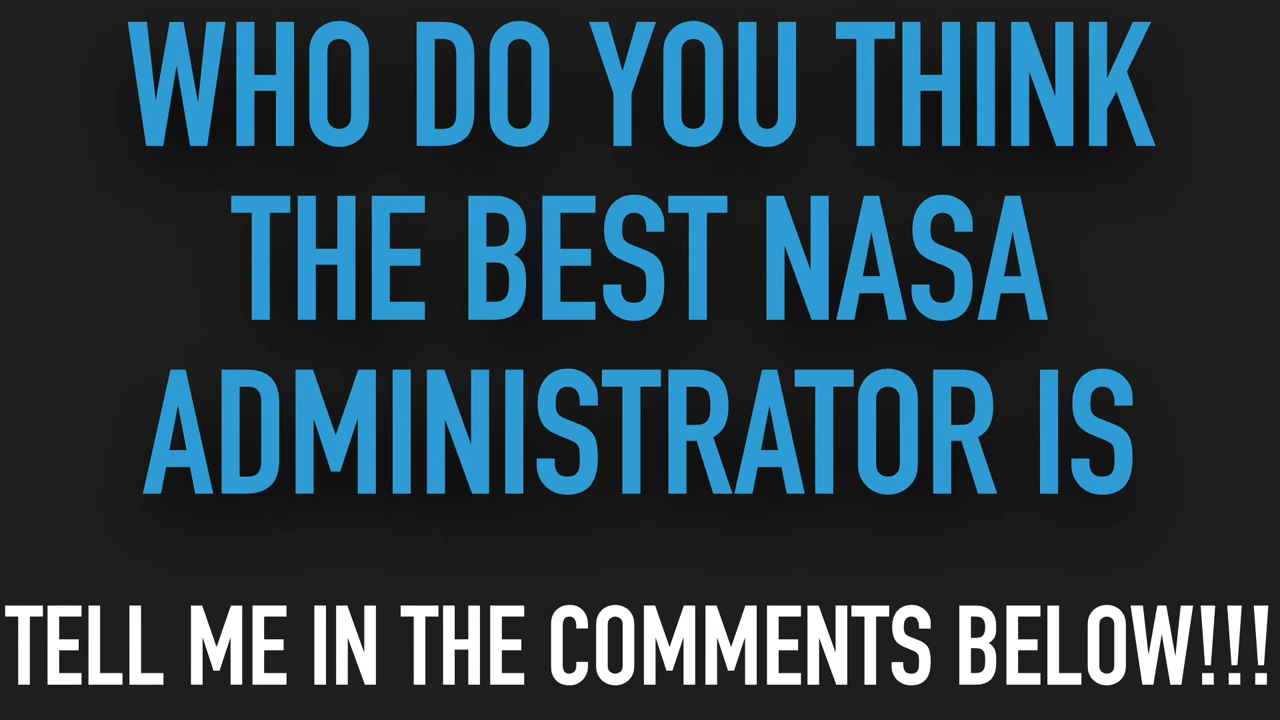 WHO DO YOU THINK
THE BEST NASA
ADMINISTRATOR IS
TELL ME IN THE COMMENTS BELOW!!!